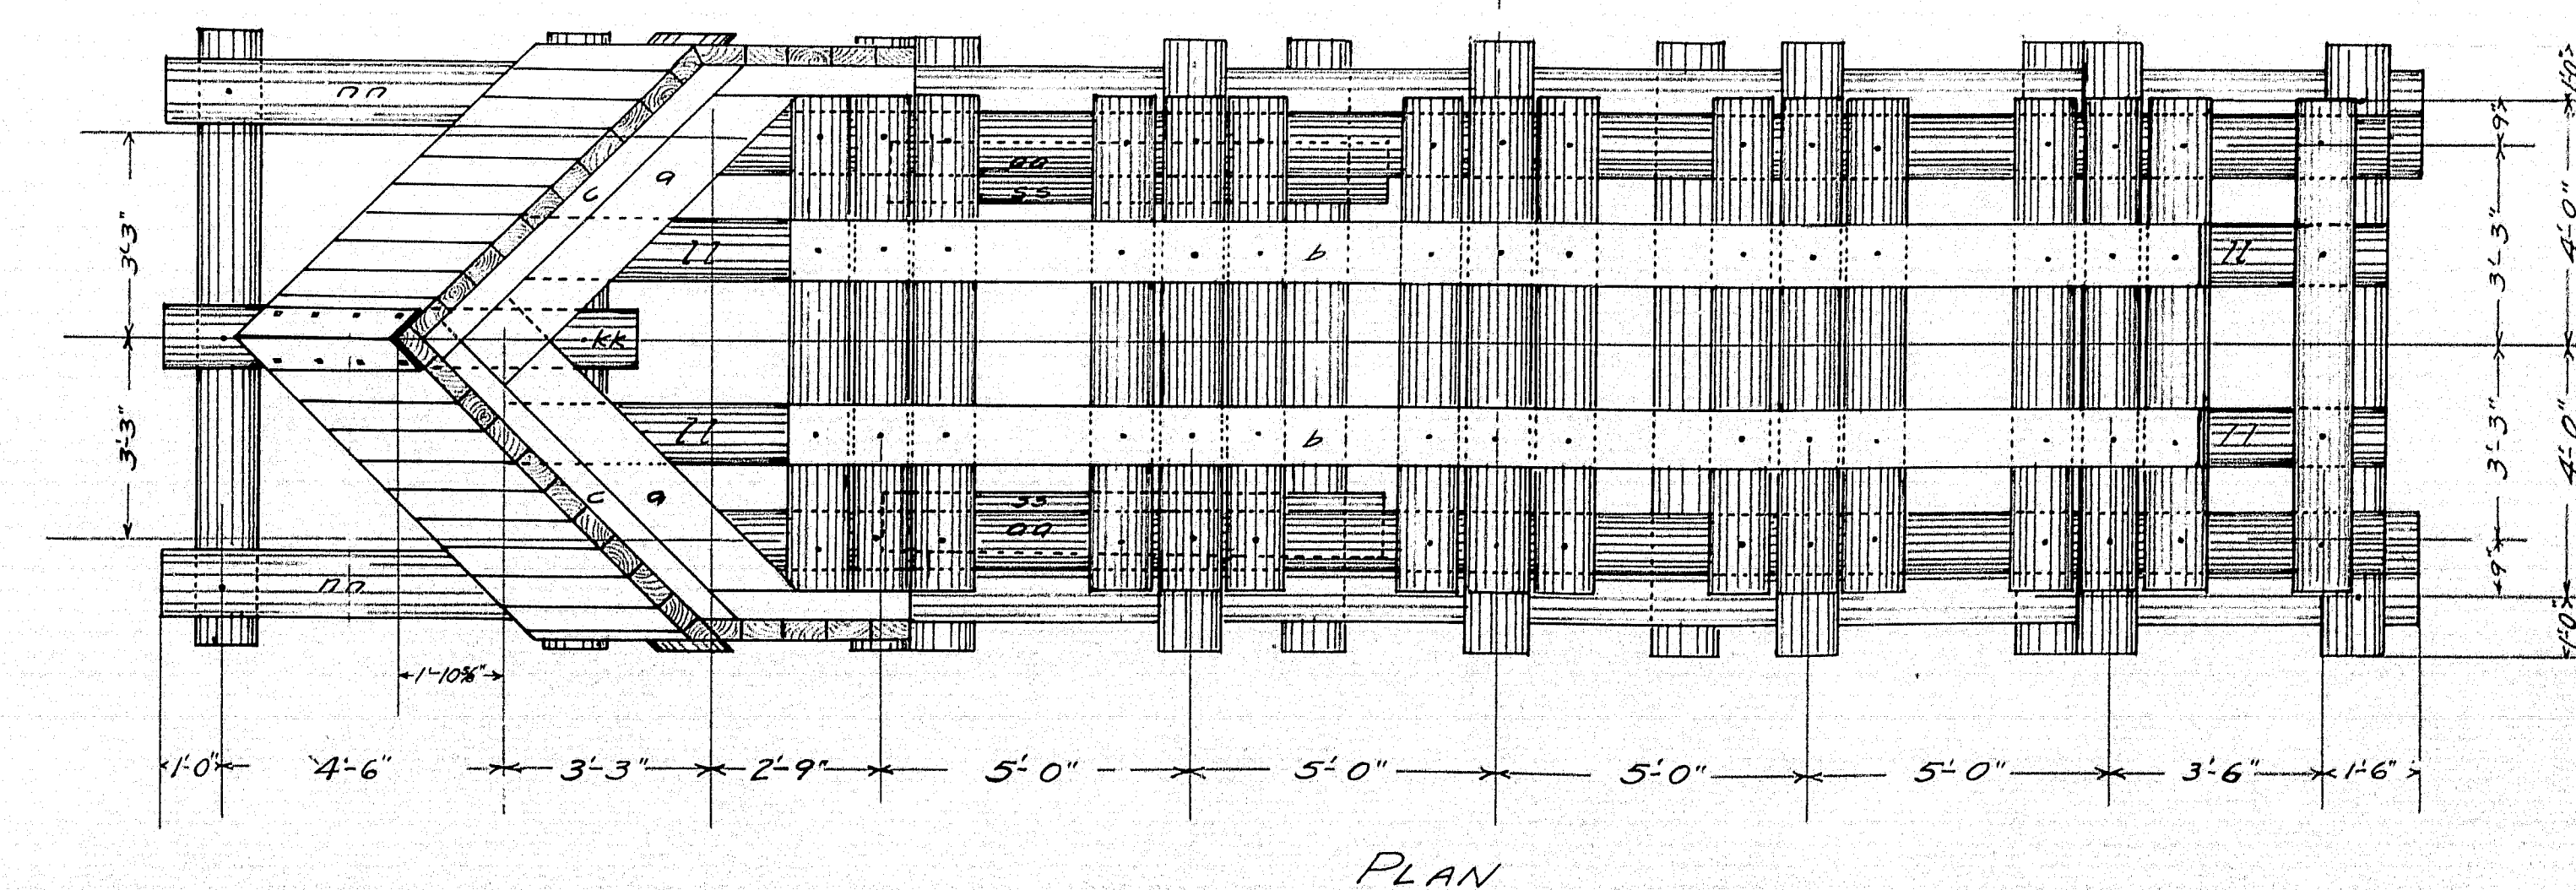 nn
1'-0"
c
a
9"
aa
ss
3'-3"
ll
b
ll
3'-3"
4'-0"
kk
3'-3"
ll
b
ll
3'-3"
4'-0"
c
a
ss
aa
nn
9"
1'-0"
1'-10⅝"
1'-0" 4'-6" 3'-3" 2'-9" 5'-0" 5'-0" 5'-0" 5'-0" 3'-6" 1'-6"
PLAN